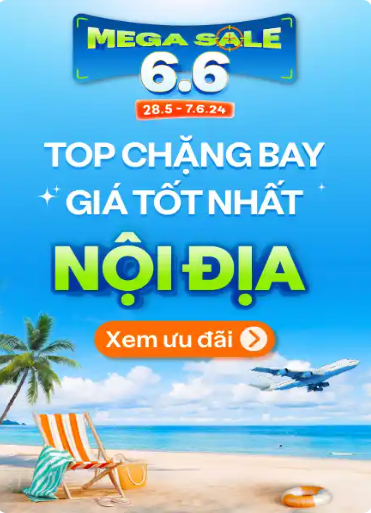 MEGA SALE
6.6
28.5 - 7.6.24
TOP CHẶNG BAY
GIÁ TỐT NHẤT
NỘI ĐỊA
Xem ưu đãi